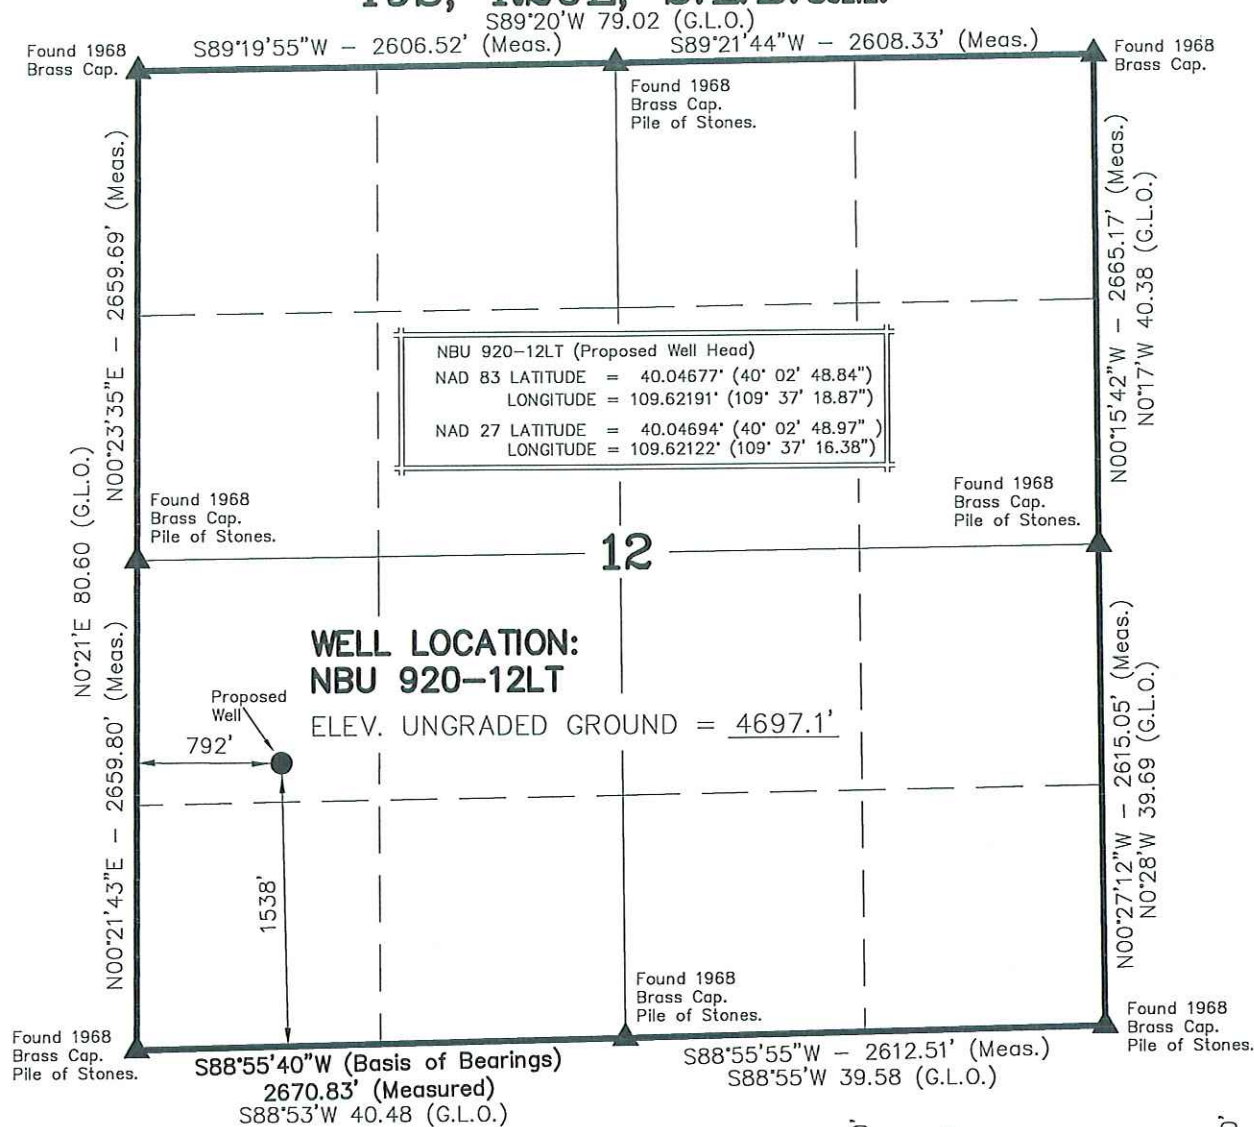 S89°20'W 79.02 (G.L.O.)
S89°19'55"W - 2606.52' (Meas.)
S89°21'44"W - 2608.33' (Meas.)
Found 1968
Brass Cap.
Found 1968
Brass Cap.
Found 1968
Brass Cap.
Pile of Stones.
N00°23'35"E - 2659.69' (Meas.)
N00°15'42"W - 2665.17' (Meas.)
N0°17'W 40.38 (G.L.O.)
NBU 920-12LT (Proposed Well Head)
NAD 83 LATITUDE = 40.04677° (40° 02' 48.84")
LONGITUDE = 109.62191° (109° 37' 18.87")
NAD 27 LATITUDE = 40.04694° (40° 02' 48.97" )
LONGITUDE = 109.62122° (109° 37' 16.38")
N0°21'E 80.60 (G.L.O.)
Found 1968
Brass Cap.
Pile of Stones.
Found 1968
Brass Cap.
Pile of Stones.
12
WELL LOCATION:
NBU 920-12LT
ELEV. UNGRADED GROUND = 4697.1'
Proposed
Well
792'
1538'
N00°21'43"E - 2659.80' (Meas.)
N00°27'12"W - 2615.05' (Meas.)
N0°28'W 39.69 (G.L.O.)
Found 1968
Brass Cap.
Pile of Stones.
Found 1968
Brass Cap.
Pile of Stones.
Found 1968
Brass Cap.
Pile of Stones.
S88°55'40"W (Basis of Bearings)
2670.83' (Measured)
S88°53'W 40.48 (G.L.O.)
S88°55'55"W - 2612.51' (Meas.)
S88°55'W 39.58 (G.L.O.)